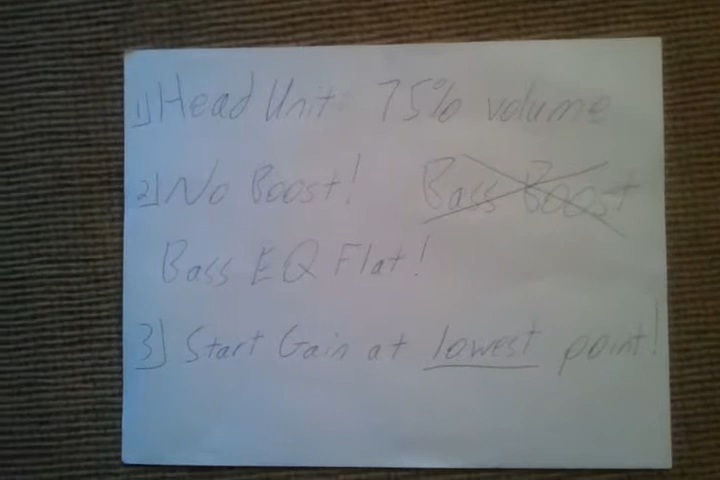 1) Head Unit: 75% volume
2) No Boost! Bass Boost
Bass EQ Flat!
3) Start Gain at lowest point!